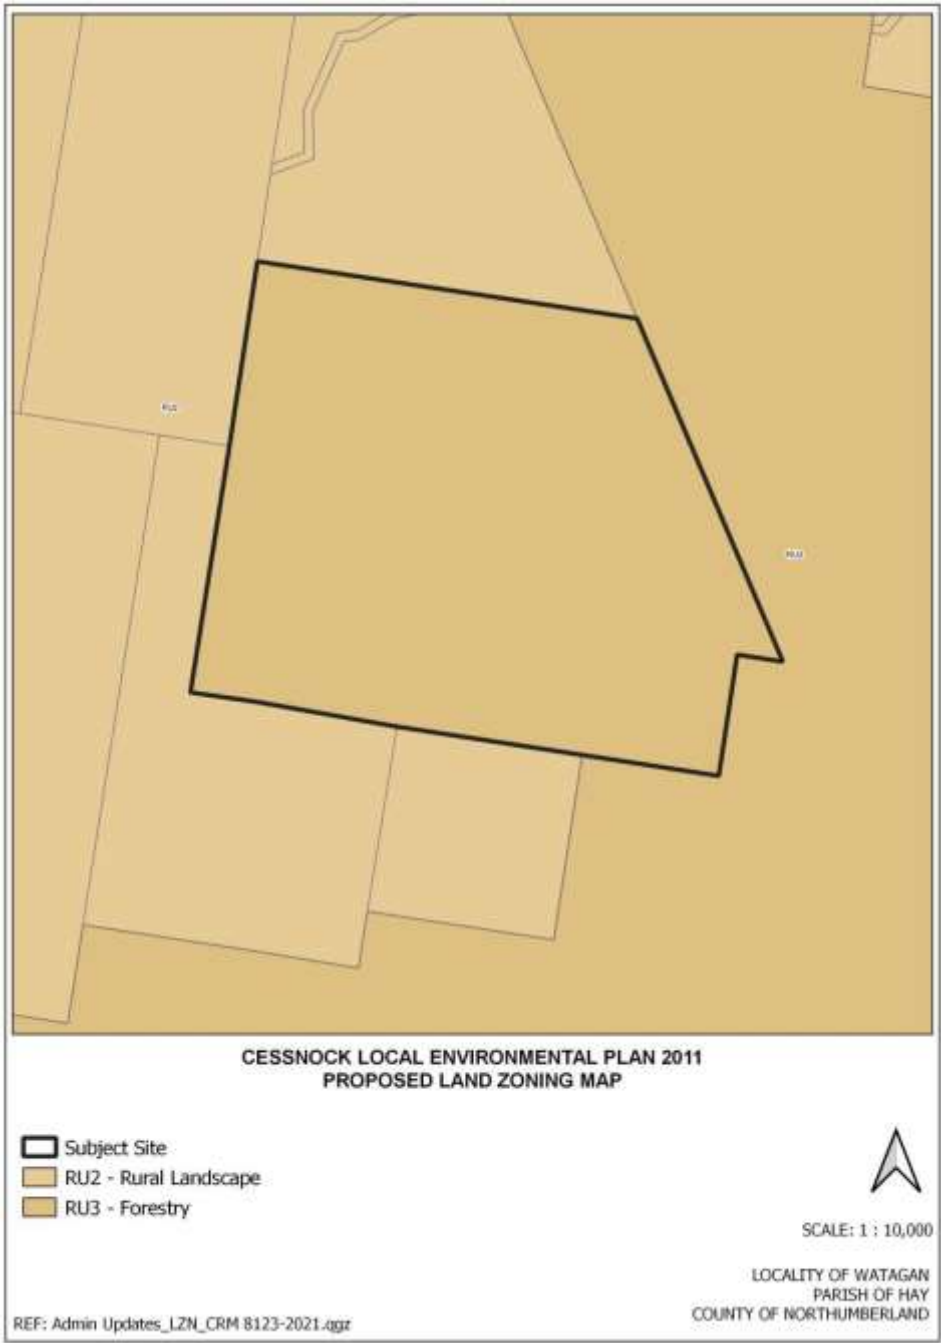 CESSNOCK LOCAL ENVIRONMENTAL PLAN 2011
PROPOSED LAND ZONING MAP
Subject Site
RU2 - Rural Landscape
RU3 - Forestry
SCALE: 1 : 10,000
LOCALITY OF WATAGAN
PARISH OF HAY
COUNTY OF NORTHUMBERLAND
REF: Admin Updates_LZN_CRM 8123-2021.qgz